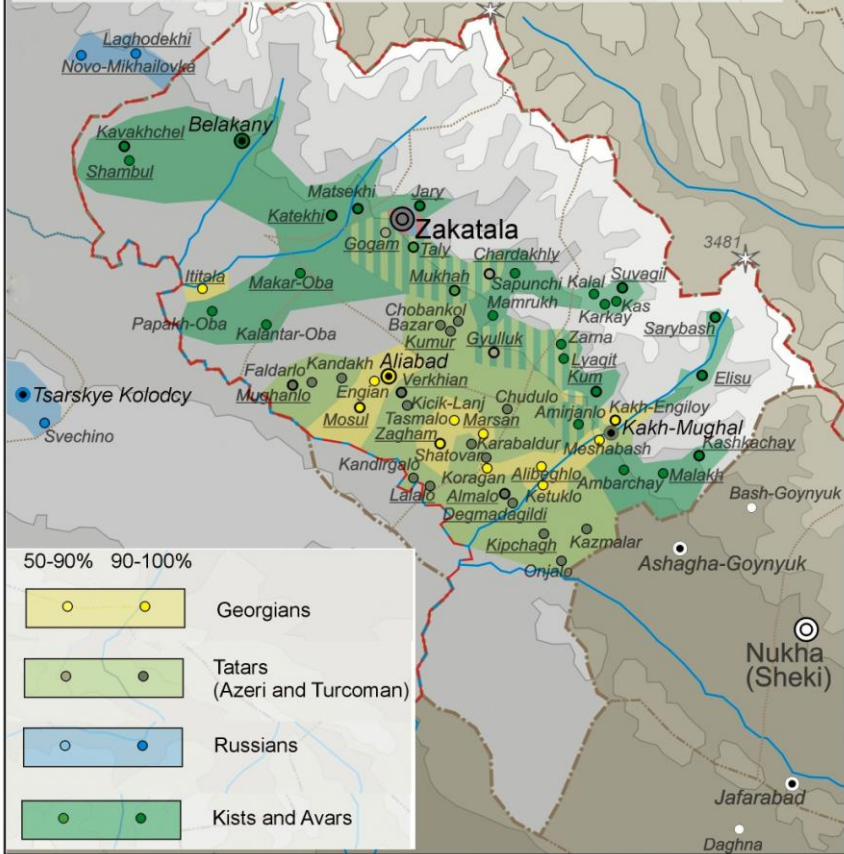 Laghodekhi
Novo-Mikhailovka
Belakany
Kavakhchel
Shambul
Matsekhi
Jary
Katekhi
Zakatala
Gogam
Taly
Chardakhly
3481
Ititala
Makar-Oba
Mukhah
Sapunchi
Kalal
Suvagil
Mamrukh
Kas
Karkay
Papakh-Oba
Kalantar-Oba
Chobankol
Bazar
Kumur
Gyulluk
Zarna
Lyaqit
Sarybash
Faldarlo
Kandakh
Aliabad
Mughanlo
Engian
Verkhian
Kum
Elisu
Tsarskye Kolodcy
Kicik-Lanj
Chudulo
Tasmalo
Mosul
Marsan
Amirjanlo
Kakh-Engiloy
Svechino
Zagham
Karabaldur
Kakh-Mughal
Meshabash
Kashkachay
Shatovar
Kandirgalo
Koragan
Alibeghlo
Ambarchay
Malakh
Lalalo
Almalo
Ketuklo
Degmadagildi
Bash-Goynyuk
Kipchagh
Kazmalar
Ashagha-Goynyuk
Onjalo
50-90% 90-100%
Georgians
Tatars
(Azeri and Turcoman)
Russians
Kists and Avars
Nukha
(Sheki)
Jafarabad
Daghna